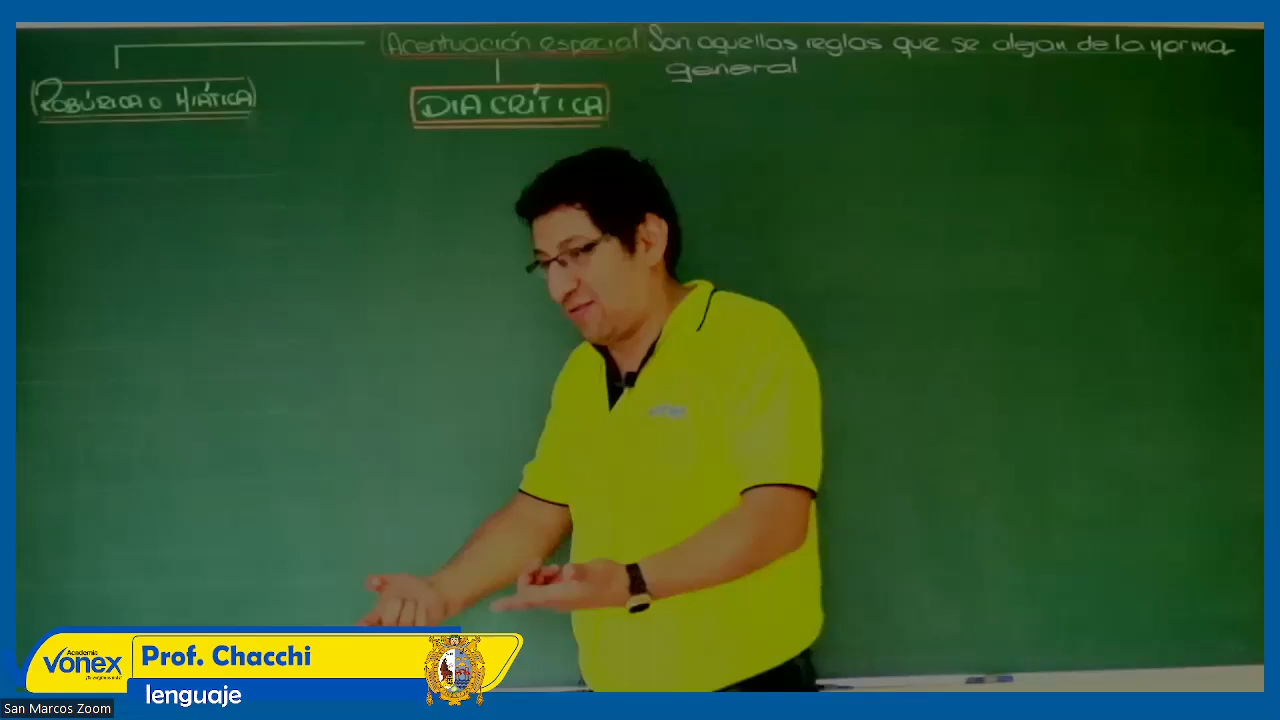 Acentuación especial Son aquellas reglas que se alejan de la norma
general
ROBÚRICA O HIÁTICA
DIACRÍTICA
Academia
vonex
Prof. Chacchi
lenguaje
San Marcos Zoom